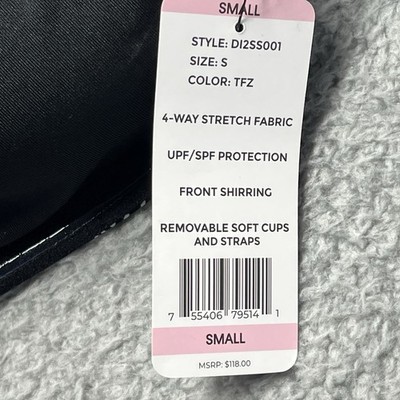 SMALL
STYLE: DI2SS001
SIZE: S
COLOR: TFZ
4-WAY STRETCH FABRIC
UPF/SPF PROTECTION
FRONT SHIRRING
REMOVABLE SOFT CUPS
AND STRAPS
7 55406 79514 1
SMALL
MSRP: $118.00